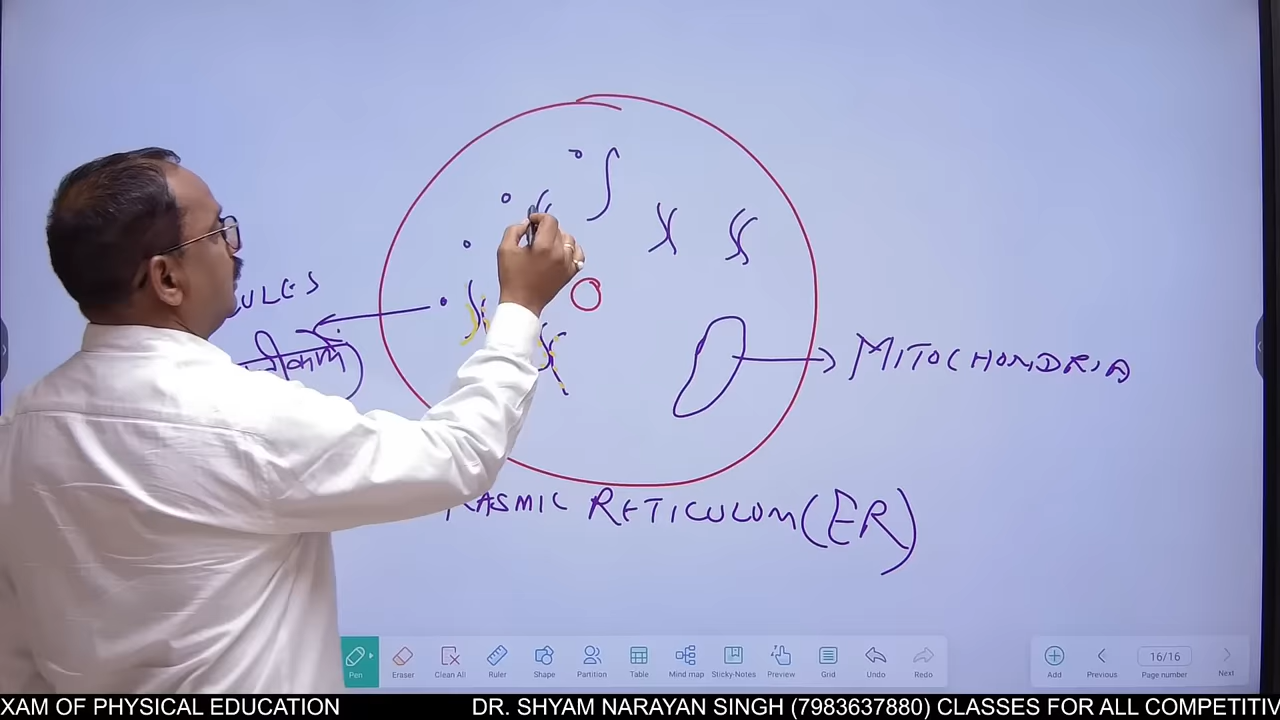 ULES
MITOCHONDRIA
RETICULUM (ER)
Pen
Eraser
Clean All
Ruler
Shape
Partition
Table
Mind map
Sticky-Notes
Preview
Grid
Undo
Redo
Add
Previous
16/16
Page number
Next
XAM OF PHYSICAL EDUCATION DR. SHYAM NARAYAN SINGH (7983637880) CLASSES FOR ALL COMPETITIV